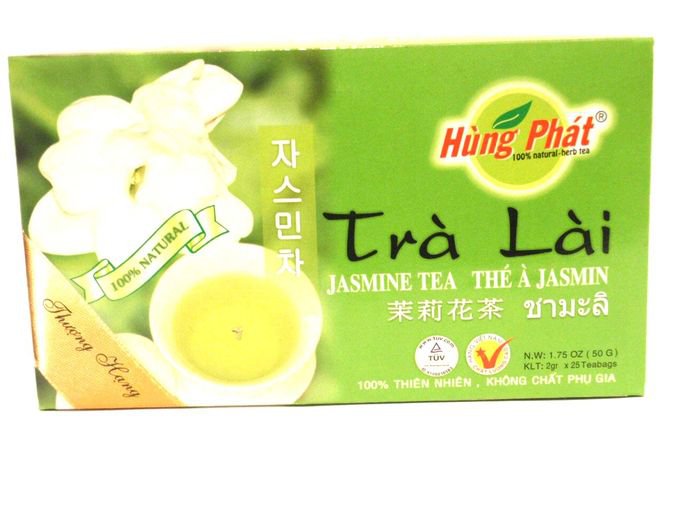 Hùng Phát®
100% natural-herb tea
자스민차
Trà Lài
100% NATURAL
JASMINE TEA THÉ À JASMIN
茉莉花茶 ชามะลิ
Thượng Hạng
TÜV
N.W: 1.75 OZ (50 G)
KLT: 2gr x 25 Teabags
100% THIÊN NHIÊN, KHÔNG CHẤT PHỤ GIA